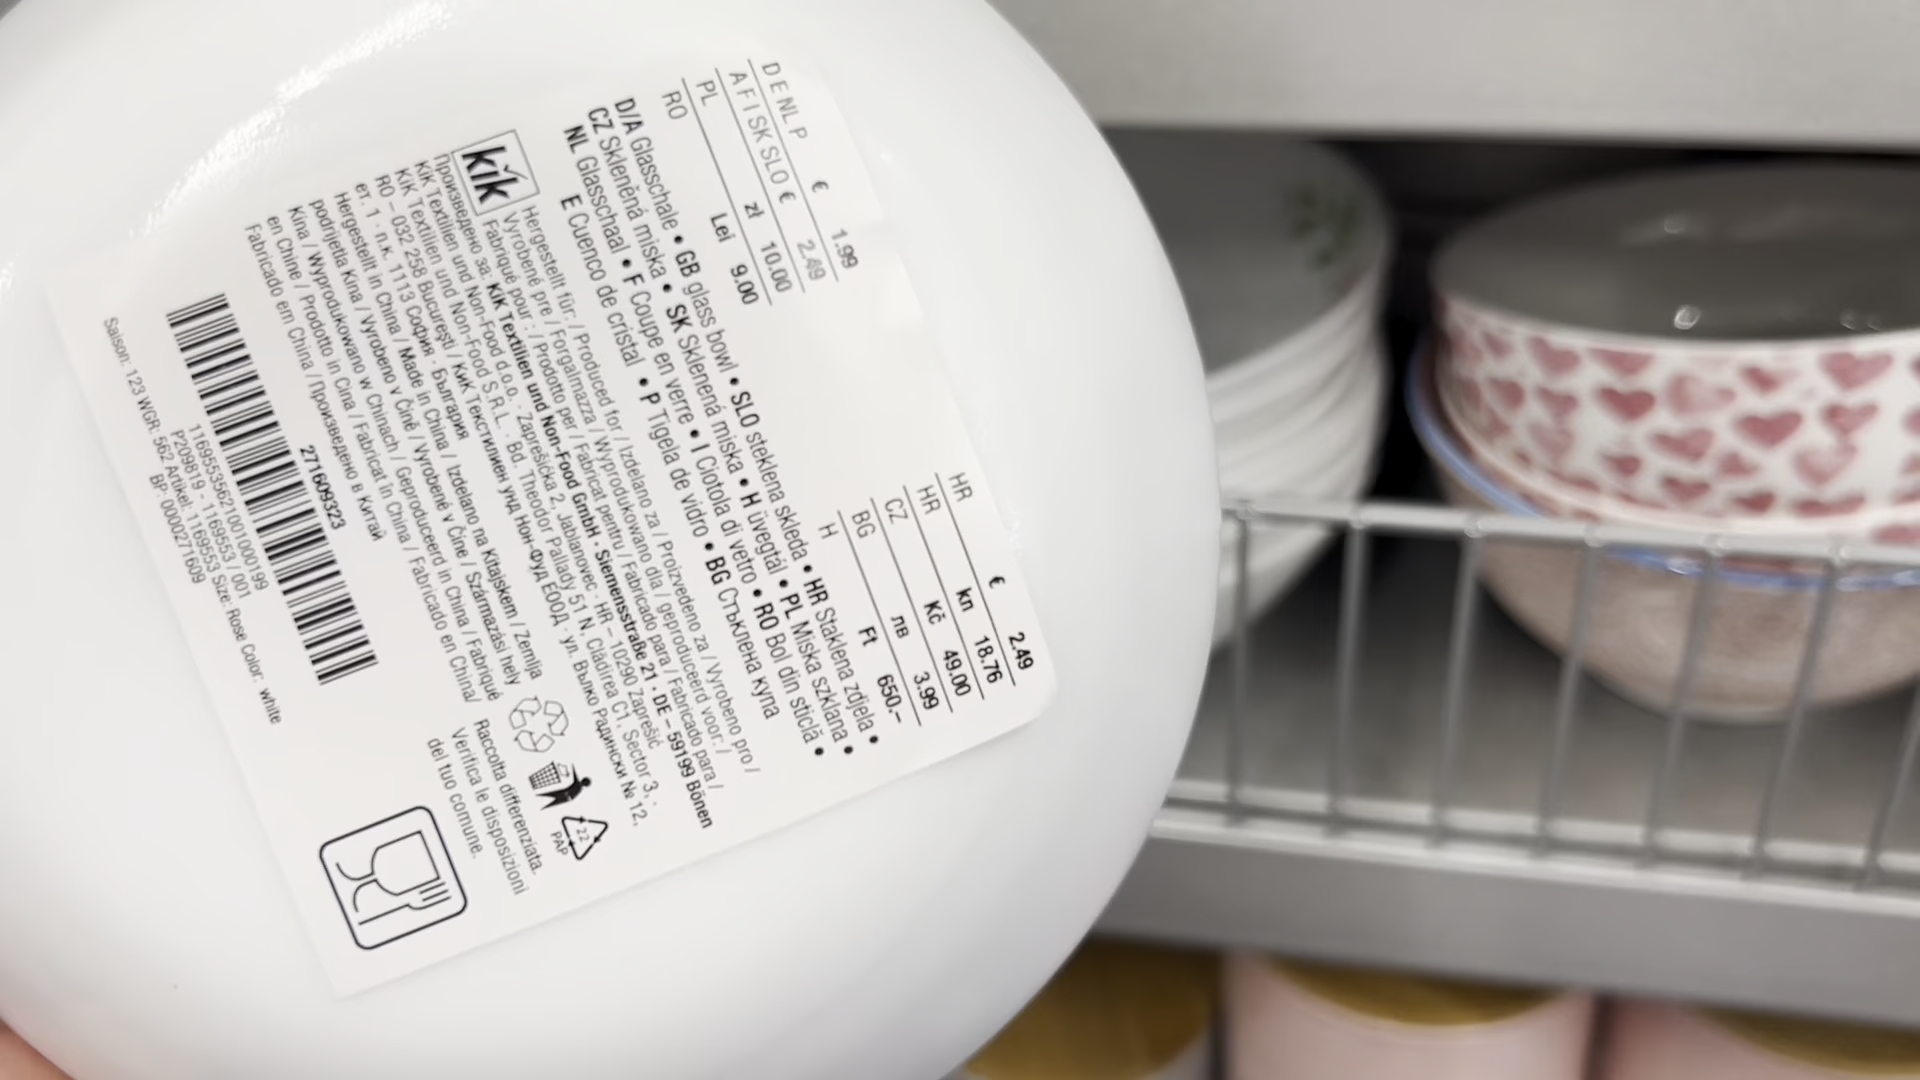 D E NL P € 1.99
A F I SK SLO € 2.49
PL zł 10.00
RO Lei 9.00
HR € 2.49
HR kn 18.76
CZ Kč 49.00
BG лв 3.99
H Ft 650.–
D/A Glasschale • GB glass bowl • SLO steklena skleda • HR Staklena zdjela •
CZ Skleněná miska • SK Sklenená miska • H üvegtál • PL Miska szklana •
NL Glasschaal • F Coupe en verre • I Ciotola di vetro • RO Bol din sticlă •
E Cuenco de cristal • P Tigela de vidro • BG Стъклена купа
kik
Hergestellt für: / Produced for / Izdelano za / Proizvedeno za / Vyrobeno pro /
Vyrobené pre / Forgalmazza / Wyprodukowano dla / geproduceerd voor: /
Fabriqué pour : / Prodotto per / Fabricat pentru / Fabricado para / Fabricado para /
Произведено за: KiK Textilien und Non-Food GmbH · Siemensstraße 21 · DE – 59199 Bönen
KiK Textilien und Non-Food d.o.o. · Zaprešićka 2, Jablanovec · HR – 10290 Zaprešić
KiK Textilien und Non-Food S.R.L. · Bd. Theodor Pallady 51 N, Clădirea C1, Sector 3, ·
RO – 032 258 București / КиК Текстилиен унд Нон-Фуд ЕООД · ул. Вълко Радински № 12,
ет. 1 · п.к. 1113 София · България
Hergestellt in China / Made in China / Izdelano na Kitajskem / Zemlja
podrijetla Kina / Vyrobeno v Číně / Vyrobené v Číne / Származási hely
Kína / Wyprodukowano w Chinach / Geproduceerd in China / Fabriqué
en Chine / Prodotto in Cina / Fabricat în China / Fabricado en China/
Fabricado em China / Произведено в Китай
Raccolta differenziata.
Verifica le disposizioni
del tuo comune.
22
PAP
271609323
1169553562100100019​9
P209819 - 1169553 / 001
BP: 0000271609
Saison: 123 WGR: 562 Artikel: 1169553 Size: Rose Color: white